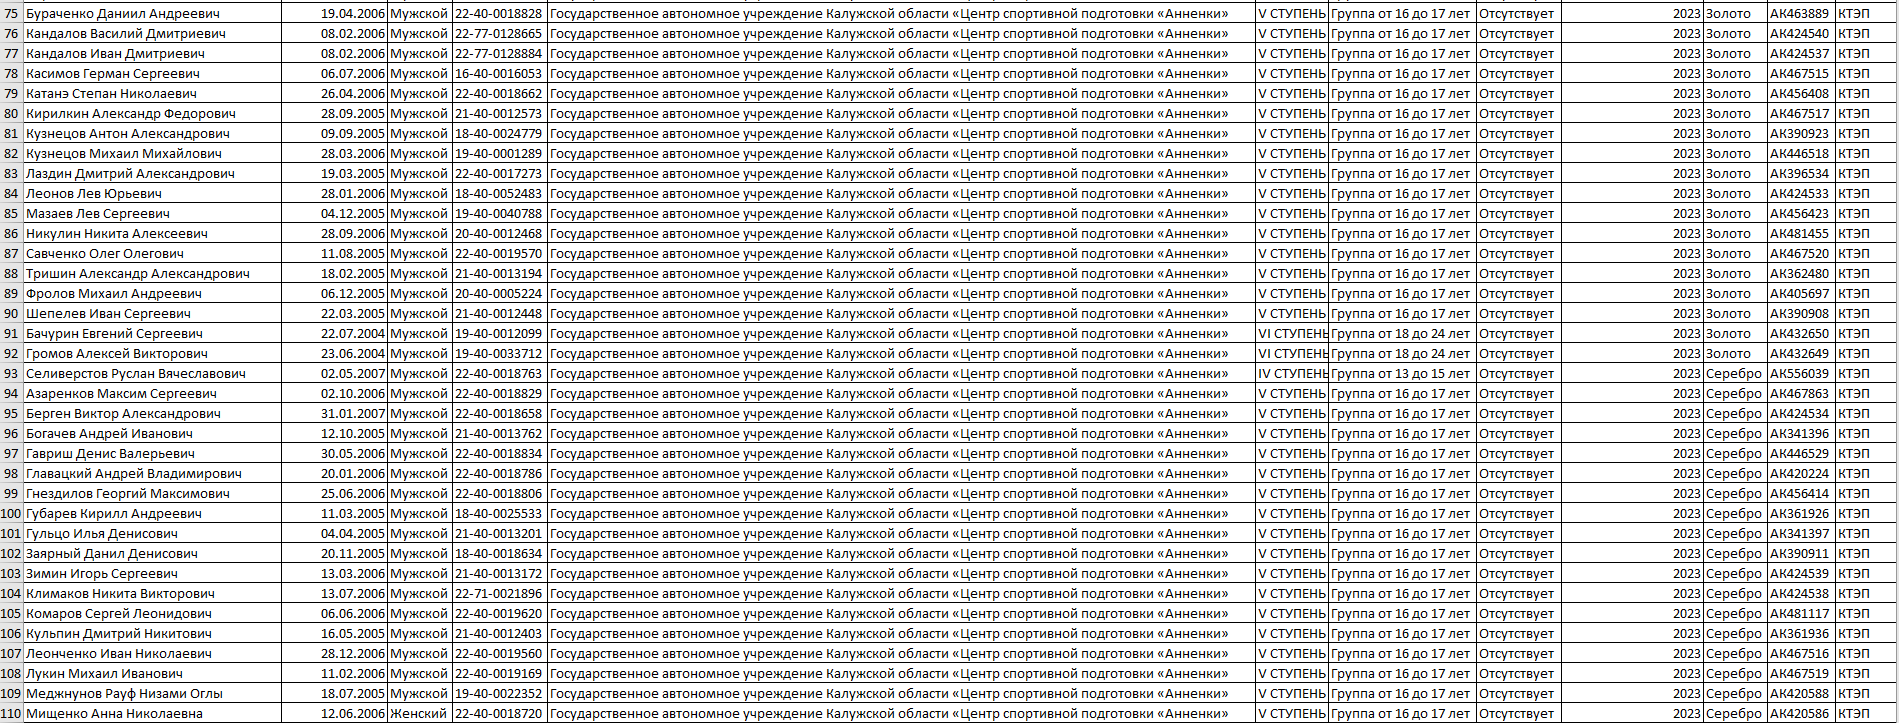 75 Бураченко Даниил Андреевич 19.04.2006 Мужской 22-40-0018828 Государственное автономное учреждение Калужской области «Центр спортивной подготовки «Анненки» V СТУПЕНЬ Группа от 16 до 17 лет Отсутствует 2023 Золото АК463889 КТЭП
76 Кандалов Василий Дмитриевич 08.02.2006 Мужской 22-77-0128665 Государственное автономное учреждение Калужской области «Центр спортивной подготовки «Анненки» V СТУПЕНЬ Группа от 16 до 17 лет Отсутствует 2023 Золото АК424540 КТЭП
77 Кандалов Иван Дмитриевич 08.02.2006 Мужской 22-77-0128884 Государственное автономное учреждение Калужской области «Центр спортивной подготовки «Анненки» V СТУПЕНЬ Группа от 16 до 17 лет Отсутствует 2023 Золото АК424537 КТЭП
78 Касимов Герман Сергеевич 06.07.2006 Мужской 16-40-0016053 Государственное автономное учреждение Калужской области «Центр спортивной подготовки «Анненки» V СТУПЕНЬ Группа от 16 до 17 лет Отсутствует 2023 Золото АК467515 КТЭП
79 Катанэ Степан Николаевич 26.04.2006 Мужской 22-40-0018662 Государственное автономное учреждение Калужской области «Центр спортивной подготовки «Анненки» V СТУПЕНЬ Группа от 16 до 17 лет Отсутствует 2023 Золото АК456408 КТЭП
80 Кирилкин Александр Федорович 28.09.2005 Мужской 21-40-0012573 Государственное автономное учреждение Калужской области «Центр спортивной подготовки «Анненки» V СТУПЕНЬ Группа от 16 до 17 лет Отсутствует 2023 Золото АК467517 КТЭП
81 Кузнецов Антон Александрович 09.09.2005 Мужской 18-40-0024779 Государственное автономное учреждение Калужской области «Центр спортивной подготовки «Анненки» V СТУПЕНЬ Группа от 16 до 17 лет Отсутствует 2023 Золото АК390923 КТЭП
82 Кузнецов Михаил Михайлович 28.03.2006 Мужской 19-40-0001289 Государственное автономное учреждение Калужской области «Центр спортивной подготовки «Анненки» V СТУПЕНЬ Группа от 16 до 17 лет Отсутствует 2023 Золото АК446518 КТЭП
83 Лаздин Дмитрий Александрович 19.03.2005 Мужской 22-40-0017273 Государственное автономное учреждение Калужской области «Центр спортивной подготовки «Анненки» V СТУПЕНЬ Группа от 16 до 17 лет Отсутствует 2023 Золото АК396534 КТЭП
84 Леонов Лев Юрьевич 28.01.2006 Мужской 18-40-0052483 Государственное автономное учреждение Калужской области «Центр спортивной подготовки «Анненки» V СТУПЕНЬ Группа от 16 до 17 лет Отсутствует 2023 Золото АК424533 КТЭП
85 Мазаев Лев Сергеевич 04.12.2005 Мужской 19-40-0040788 Государственное автономное учреждение Калужской области «Центр спортивной подготовки «Анненки» V СТУПЕНЬ Группа от 16 до 17 лет Отсутствует 2023 Золото АК456423 КТЭП
86 Никулин Никита Алексеевич 28.09.2006 Мужской 20-40-0012468 Государственное автономное учреждение Калужской области «Центр спортивной подготовки «Анненки» V СТУПЕНЬ Группа от 16 до 17 лет Отсутствует 2023 Золото АК481455 КТЭП
87 Савченко Олег Олегович 11.08.2005 Мужской 22-40-0019570 Государственное автономное учреждение Калужской области «Центр спортивной подготовки «Анненки» V СТУПЕНЬ Группа от 16 до 17 лет Отсутствует 2023 Золото АК467520 КТЭП
88 Тришин Александр Александрович 18.02.2005 Мужской 21-40-0013194 Государственное автономное учреждение Калужской области «Центр спортивной подготовки «Анненки» V СТУПЕНЬ Группа от 16 до 17 лет Отсутствует 2023 Золото АК362480 КТЭП
89 Фролов Михаил Андреевич 06.12.2005 Мужской 20-40-0005224 Государственное автономное учреждение Калужской области «Центр спортивной подготовки «Анненки» V СТУПЕНЬ Группа от 16 до 17 лет Отсутствует 2023 Золото АК405697 КТЭП
90 Шепелев Иван Сергеевич 22.03.2005 Мужской 21-40-0012448 Государственное автономное учреждение Калужской области «Центр спортивной подготовки «Анненки» V СТУПЕНЬ Группа от 16 до 17 лет Отсутствует 2023 Золото АК390908 КТЭП
91 Бачурин Евгений Сергеевич 22.07.2004 Мужской 19-40-0012099 Государственное автономное учреждение Калужской области «Центр спортивной подготовки «Анненки» VI СТУПЕНЬ Группа от 18 до 24 лет Отсутствует 2023 Золото АК432650 КТЭП
92 Громов Алексей Викторович 23.06.2004 Мужской 19-40-0033712 Государственное автономное учреждение Калужской области «Центр спортивной подготовки «Анненки» VI СТУПЕНЬ Группа от 18 до 24 лет Отсутствует 2023 Золото АК432649 КТЭП
93 Селиверстов Руслан Вячеславович 02.05.2007 Мужской 22-40-0018763 Государственное автономное учреждение Калужской области «Центр спортивной подготовки «Анненки» IV СТУПЕНЬ Группа от 13 до 15 лет Отсутствует 2023 Серебро АК556039 КТЭП
94 Азаренков Максим Сергеевич 02.10.2006 Мужской 22-40-0018829 Государственное автономное учреждение Калужской области «Центр спортивной подготовки «Анненки» V СТУПЕНЬ Группа от 16 до 17 лет Отсутствует 2023 Серебро АК467863 КТЭП
95 Берген Виктор Александрович 31.01.2007 Мужской 22-40-0018658 Государственное автономное учреждение Калужской области «Центр спортивной подготовки «Анненки» V СТУПЕНЬ Группа от 16 до 17 лет Отсутствует 2023 Серебро АК424534 КТЭП
96 Богачев Андрей Иванович 12.10.2005 Мужской 21-40-0013762 Государственное автономное учреждение Калужской области «Центр спортивной подготовки «Анненки» V СТУПЕНЬ Группа от 16 до 17 лет Отсутствует 2023 Серебро АК341396 КТЭП
97 Гавриш Денис Валерьевич 30.05.2006 Мужской 22-40-0018834 Государственное автономное учреждение Калужской области «Центр спортивной подготовки «Анненки» V СТУПЕНЬ Группа от 16 до 17 лет Отсутствует 2023 Серебро АК446529 КТЭП
98 Главацкий Андрей Владимирович 20.01.2006 Мужской 22-40-0018786 Государственное автономное учреждение Калужской области «Центр спортивной подготовки «Анненки» V СТУПЕНЬ Группа от 16 до 17 лет Отсутствует 2023 Серебро АК420224 КТЭП
99 Гнездилов Георгий Максимович 25.06.2006 Мужской 22-40-0018806 Государственное автономное учреждение Калужской области «Центр спортивной подготовки «Анненки» V СТУПЕНЬ Группа от 16 до 17 лет Отсутствует 2023 Серебро АК456414 КТЭП
100 Губарев Кирилл Андреевич 11.03.2005 Мужской 18-40-0025533 Государственное автономное учреждение Калужской области «Центр спортивной подготовки «Анненки» V СТУПЕНЬ Группа от 16 до 17 лет Отсутствует 2023 Серебро АК361926 КТЭП
101 Гульцо Илья Денисович 04.04.2005 Мужской 21-40-0013201 Государственное автономное учреждение Калужской области «Центр спортивной подготовки «Анненки» V СТУПЕНЬ Группа от 16 до 17 лет Отсутствует 2023 Серебро АК341397 КТЭП
102 Заярный Данил Денисович 20.11.2005 Мужской 18-40-0018634 Государственное автономное учреждение Калужской области «Центр спортивной подготовки «Анненки» V СТУПЕНЬ Группа от 16 до 17 лет Отсутствует 2023 Серебро АК390911 КТЭП
103 Зимин Игорь Сергеевич 13.03.2006 Мужской 21-40-0013172 Государственное автономное учреждение Калужской области «Центр спортивной подготовки «Анненки» V СТУПЕНЬ Группа от 16 до 17 лет Отсутствует 2023 Серебро АК424539 КТЭП
104 Климаков Никита Викторович 13.07.2006 Мужской 22-71-0021896 Государственное автономное учреждение Калужской области «Центр спортивной подготовки «Анненки» V СТУПЕНЬ Группа от 16 до 17 лет Отсутствует 2023 Серебро АК424538 КТЭП
105 Комаров Сергей Леонидович 06.06.2006 Мужской 22-40-0019620 Государственное автономное учреждение Калужской области «Центр спортивной подготовки «Анненки» V СТУПЕНЬ Группа от 16 до 17 лет Отсутствует 2023 Серебро АК481117 КТЭП
106 Кульпин Дмитрий Никитович 16.05.2005 Мужской 21-40-0012403 Государственное автономное учреждение Калужской области «Центр спортивной подготовки «Анненки» V СТУПЕНЬ Группа от 16 до 17 лет Отсутствует 2023 Серебро АК361936 КТЭП
107 Леонченко Иван Николаевич 28.12.2006 Мужской 22-40-0019560 Государственное автономное учреждение Калужской области «Центр спортивной подготовки «Анненки» V СТУПЕНЬ Группа от 16 до 17 лет Отсутствует 2023 Серебро АК467516 КТЭП
108 Лукин Михаил Иванович 11.02.2006 Мужской 22-40-0019169 Государственное автономное учреждение Калужской области «Центр спортивной подготовки «Анненки» V СТУПЕНЬ Группа от 16 до 17 лет Отсутствует 2023 Серебро АК467519 КТЭП
109 Меджнунов Рауф Низами Оглы 18.07.2005 Мужской 19-40-0022352 Государственное автономное учреждение Калужской области «Центр спортивной подготовки «Анненки» V СТУПЕНЬ Группа от 16 до 17 лет Отсутствует 2023 Серебро АК420588 КТЭП
110 Мищенко Анна Николаевна 12.06.2006 Женский 22-40-0018720 Государственное автономное учреждение Калужской области «Центр спортивной подготовки «Анненки» V СТУПЕНЬ Группа от 16 до 17 лет Отсутствует 2023 Серебро АК420586 КТЭП